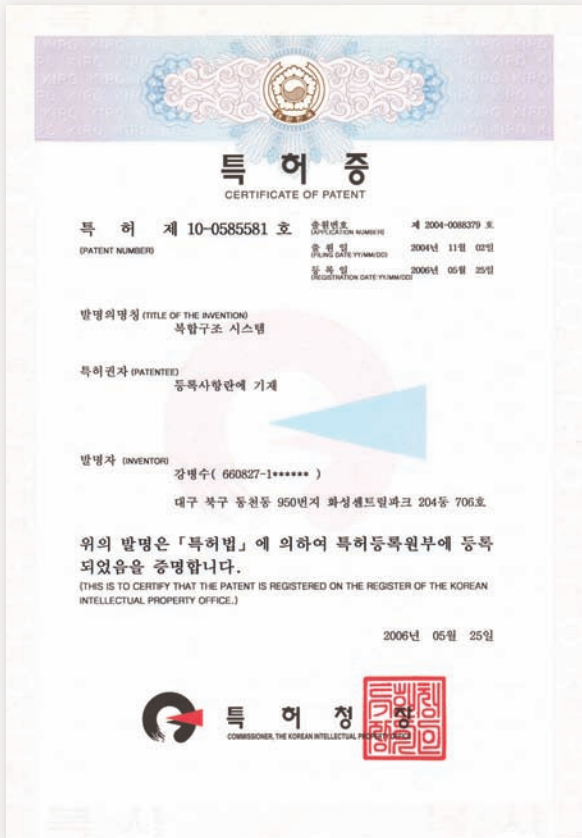 특 허 증
CERTIFICATE OF PATENT
특 허 제 10-0585581 호
(PATENT NUMBER)
출원번호 제 2004-0088379 호
(APPLICATION NUMBER)
출 원 일 2004년 11월 02일
(FILING DATE:YY/MM/DD)
등 록 일 2006년 05월 25일
(REGISTRATION DATE:YY/MM/DD)
발명의명칭 (TITLE OF THE INVENTION)
복합구조 시스템
특허권자 (PATENTEE)
등록사항란에 기재
발명자 (INVENTOR)
강병수( 660827-1****** )
대구 북구 동천동 950번지 화성센트럴파크 204동 706호
위의 발명은 「특허법」에 의하여 특허등록원부에 등록
되었음을 증명합니다.
(THIS IS TO CERTIFY THAT THE PATENT IS REGISTERED ON THE REGISTER OF THE KOREAN
INTELLECTUAL PROPERTY OFFICE.)
2006년 05월 25일
특 허 청 장
COMMISSIONER, THE KOREAN INTELLECTUAL PROPERTY OFFICE